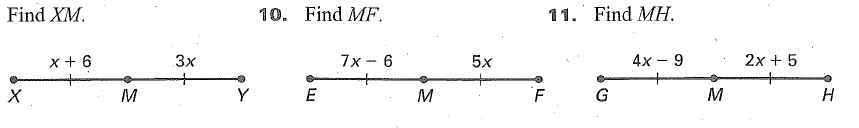 Find XM.
x + 6 3x
X M Y
10. Find MF.
7x − 6 5x
E M F
11. Find MH.
4x − 9 2x + 5
G M H